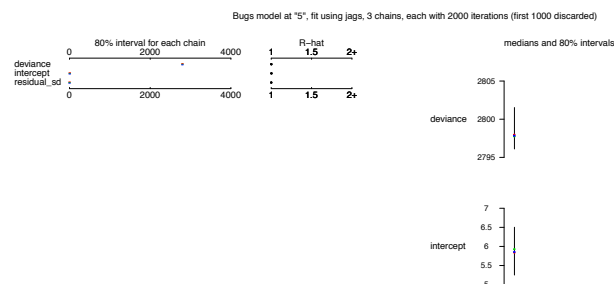 Bugs model at "5", fit using jags, 3 chains, each with 2000 iterations (first 1000 discarded)
80% interval for each chain
R−hat
medians and 80% intervals
0 2000 4000
1 1.5 2+
deviance
intercept
residual_sd
0 2000 4000
1 1.5 2+
2805
deviance 2800
2795
7
6.5
intercept 6
5.5